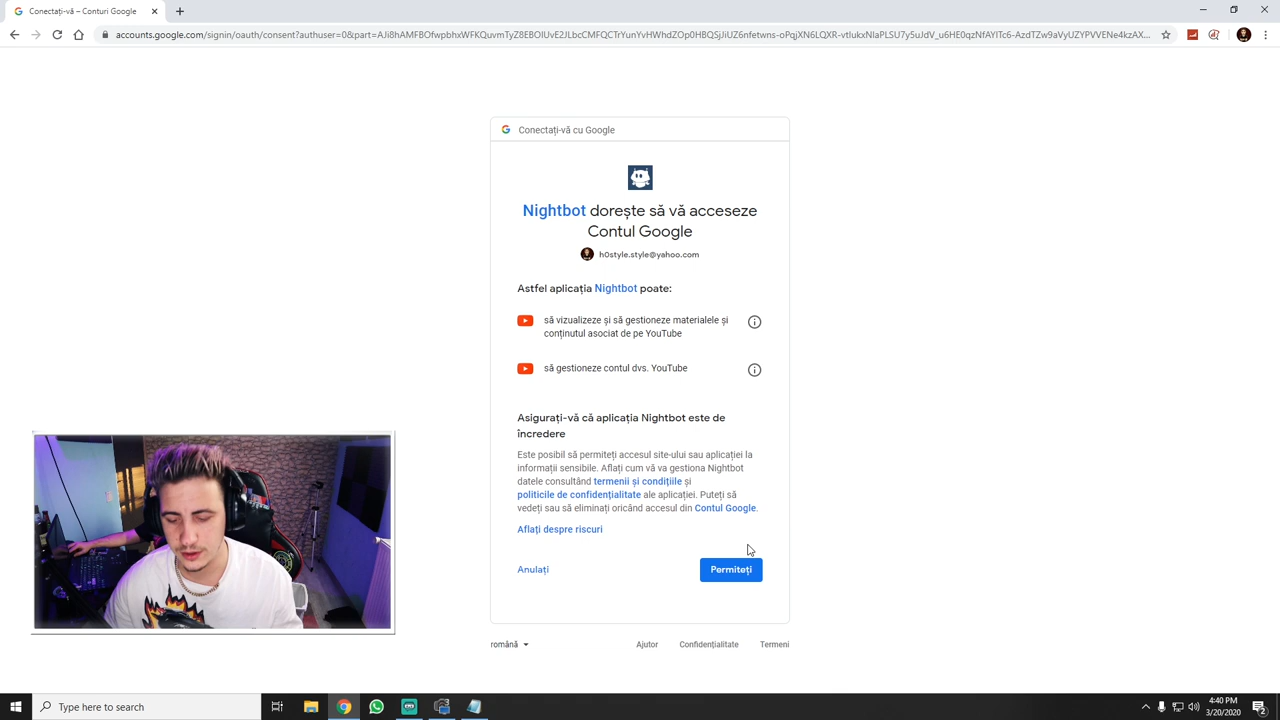 Conectați-vă – Conturi Google
accounts.google.com/signin/oauth/consent?authuser=0&part=AJi8hAMFBOfwpbhxWFKQuvmTyZ8EBOlUvE2JLbcCMFQCTrYunYvHWhdZOp0HBQSjJiUZ6nfetwns-oPqjXN6LQXR-vtIukxNlaPLSU7y5uJdV_u6HE0qzNfAYlTc6-AzdTZw9aVyUZYPVVENe4kzAX...
Conectați-vă cu Google
Nightbot dorește să vă acceseze
Contul Google
h0style.style@yahoo.com
Astfel aplicația Nightbot poate:
să vizualizeze și să gestioneze materialele și
conținutul asociat de pe YouTube
să gestioneze contul dvs. YouTube
Asigurați-vă că aplicația Nightbot este de
încredere
Este posibil să permiteți accesul site-ului sau aplicației la
informații sensibile. Aflați cum vă va gestiona Nightbot
datele consultând termenii și condițiile și
politicile de confidențialitate ale aplicației. Puteți să
vedeți sau să eliminați oricând accesul din Contul Google.
Aflați despre riscuri
Anulați
Permiteți
română
Ajutor
Confidențialitate
Termeni
Type here to search
4:40 PM
3/20/2020
2